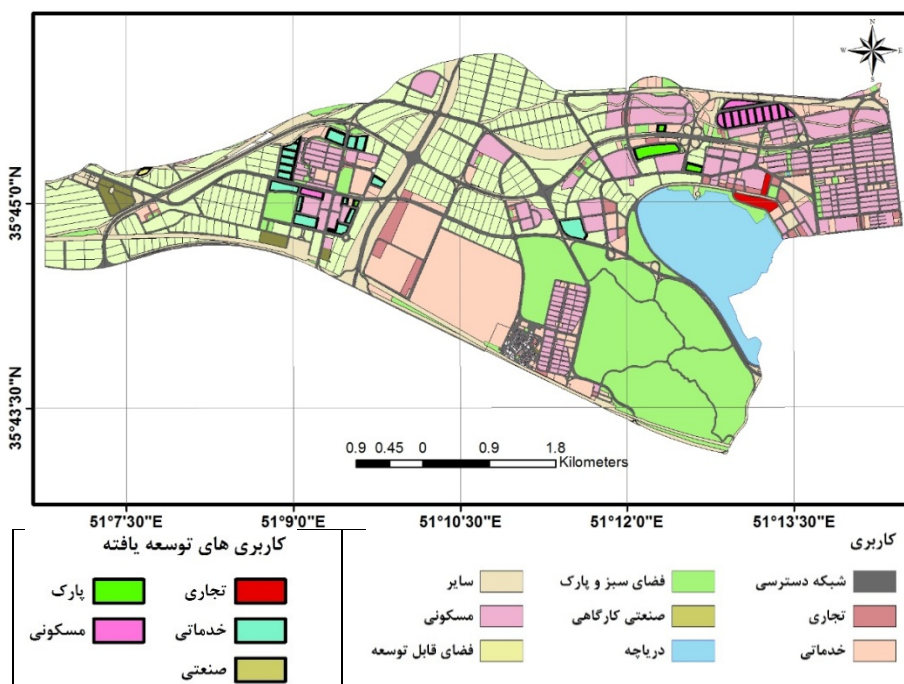 N
W E
S
35°45'0"N
35°43'30"N
0.9 0.45 0 0.9 1.8
Kilometers
51°7'30"E 51°9'0"E 51°10'30"E 51°12'0"E 51°13'30"E
کاربری
شبکه دسترسی
فضای سبز و پارک
سایر
تجاری
صنعتی کارگاهی
مسکونی
خدماتی
دریاچه
فضای قابل توسعه
کاربری های توسعه یافته
تجاری
پارک
خدماتی
مسکونی
صنعتی